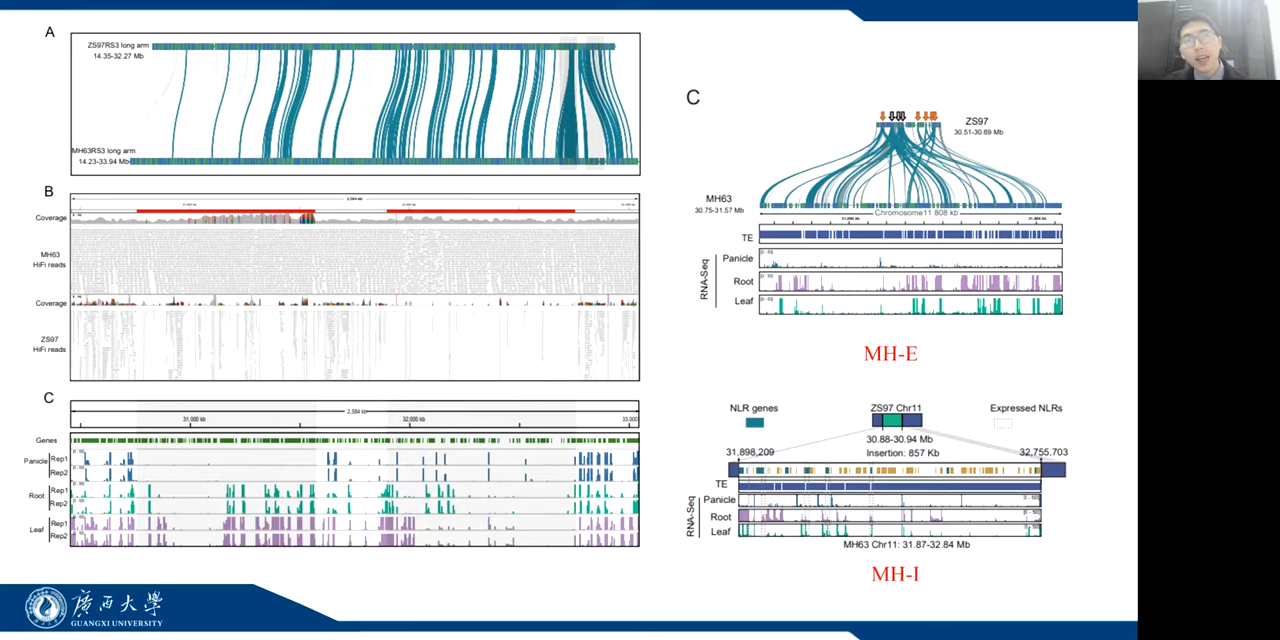 A
ZS97RS3 long arm
14.35-32.27 Mb
MH63RS3 long arm
14.23-33.94 Mb
B
2,584 kb
Coverage
MH63
HiFi reads
Coverage
ZS97
HiFi reads
C
2,584 kb
31,000 kb
32,000 kb
33,000
Genes
Panicle
Rep1
Rep2
Root
Rep1
Rep2
Leaf
Rep1
Rep2
C
ZS97
30.51-30.69 Mb
MH63
30.75-31.57 Mb
Chromosome11 808 kb
TE
RNA-Seq
Panicle
Root
Leaf
MH-E
NLR genes
ZS97 Chr11
Expressed NLRs
30.88-30.94 Mb
31,898,209
Insertion: 857 Kb
32,755,703
TE
RNA-Seq
Panicle
Root
Leaf
MH63 Chr11: 31.87-32.84 Mb
MH-I
廣西大學
GUANGXI UNIVERSITY